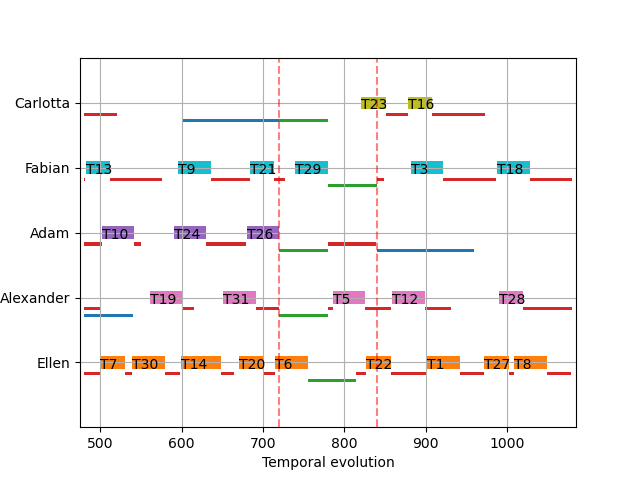 Carlotta T23 T16
Fabian T13 T9 T21 T29 T3 T18
Adam T10 T24 T26
Alexander T19 T31 T5 T12 T28
Ellen T7 T30 T14 T20 T6 T22 T1 T27 T8
500 600 700 800 900 1000
Temporal evolution